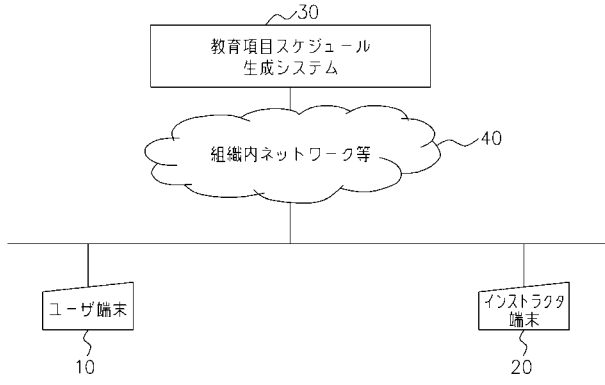 30
教育項目スケジュール
生成システム
組織内ネットワーク等
40
ユーザ端末
10
インストラクタ
端末
20